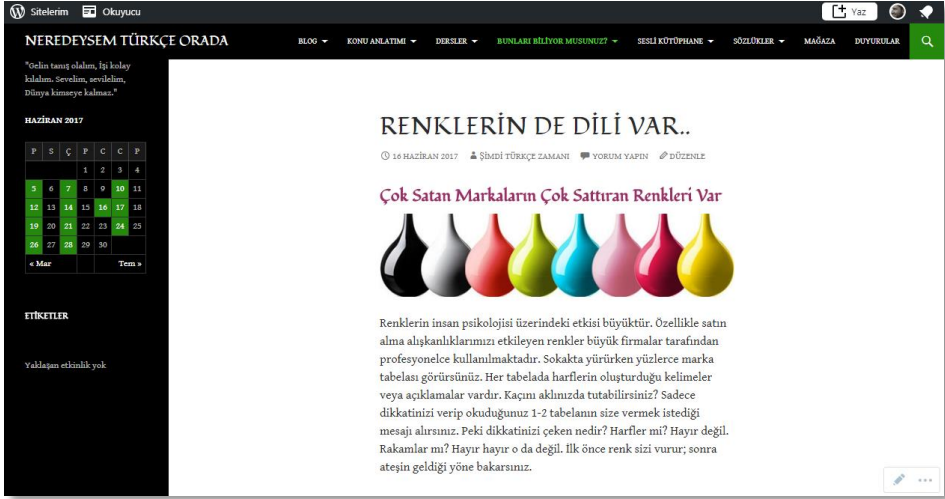 Sitelerim Okuyucu Yaz
NEREDEYSEM TÜRKÇE ORADA
BLOG KONU ANLATIMI DERSLER BUNLARI BİLİYOR MUSUNUZ? SESLİ KÜTÜPHANE SÖZLÜKLER MAĞAZA DUYURULAR
"Gelin tanış olalım, İşi kolay
kılalım. Sevelim, sevilelim,
Dünya kimseye kalmaz."
HAZİRAN 2017
P S Ç P C C P
1 2 3 4
5 6 7 8 9 10 11
12 13 14 15 16 17 18
19 20 21 22 23 24 25
26 27 28 29 30
« Mar Tem »
ETİKETLER
Yaklaşan etkinlik yok
RENKLERİN DE DİLİ VAR..
16 HAZİRAN 2017 ŞİMDİ TÜRKÇE ZAMANI YORUM YAPIN DÜZENLE
Çok Satan Markaların Çok Sattıran Renkleri Var
Renklerin insan psikolojisi üzerindeki etkisi büyüktür. Özellikle satın
alma alışkanlıklarımızı etkileyen renkler büyük firmalar tarafından
profesyonelce kullanılmaktadır. Sokakta yürürken yüzlerce marka
tabelası görürsünüz. Her tabelada harflerin oluşturduğu kelimeler
veya açıklamalar vardır. Kaçını aklınızda tutabilirsiniz? Sadece
dikkatinizi verip okuduğunuz 1-2 tabelanın size vermek istediği
mesajı alırsınız. Peki dikkatinizi çeken nedir? Harfler mi? Hayır değil.
Rakamlar mı? Hayır hayır o da değil. İlk önce renk sizi vurur; sonra
ateşin geldiği yöne bakarsınız.